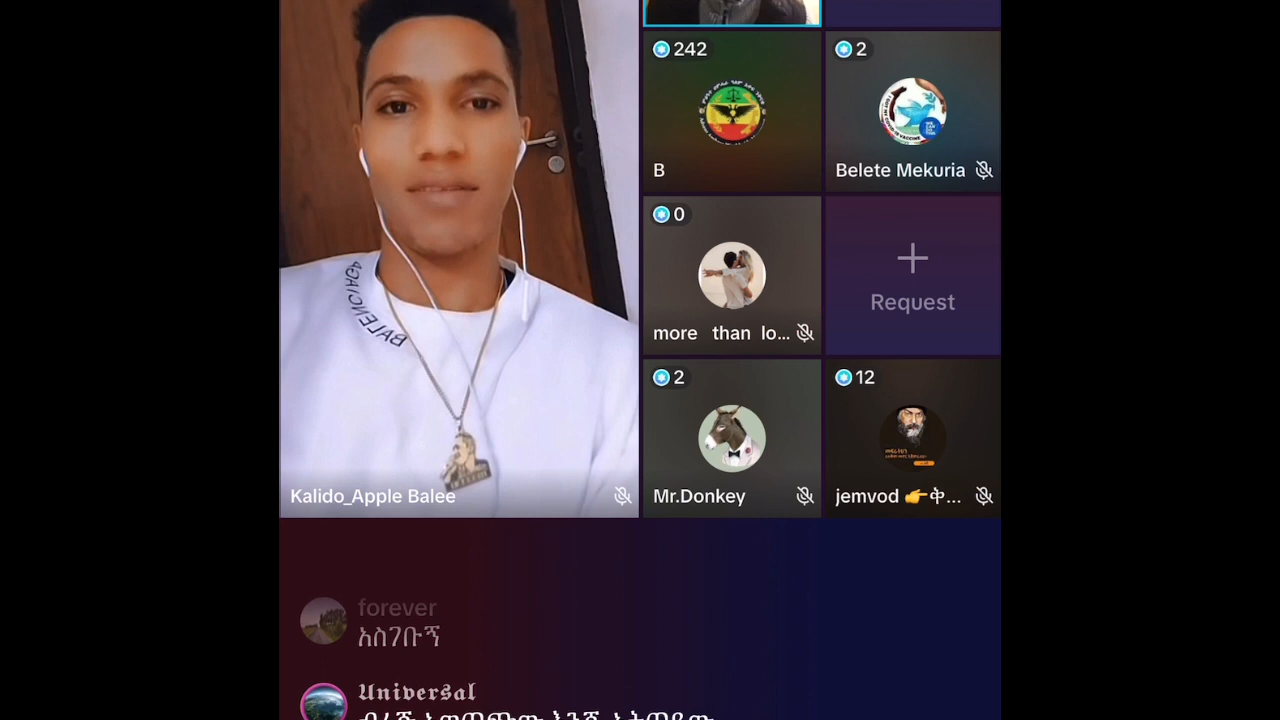 242
2
B
Belete Mekuria
0
more than lo...
Request
BALENCIAGA
2
12
Kalido_Apple Balee
Mr.Donkey
jemvod 👉ቅ...
forever
አስገቡኝ
Universal